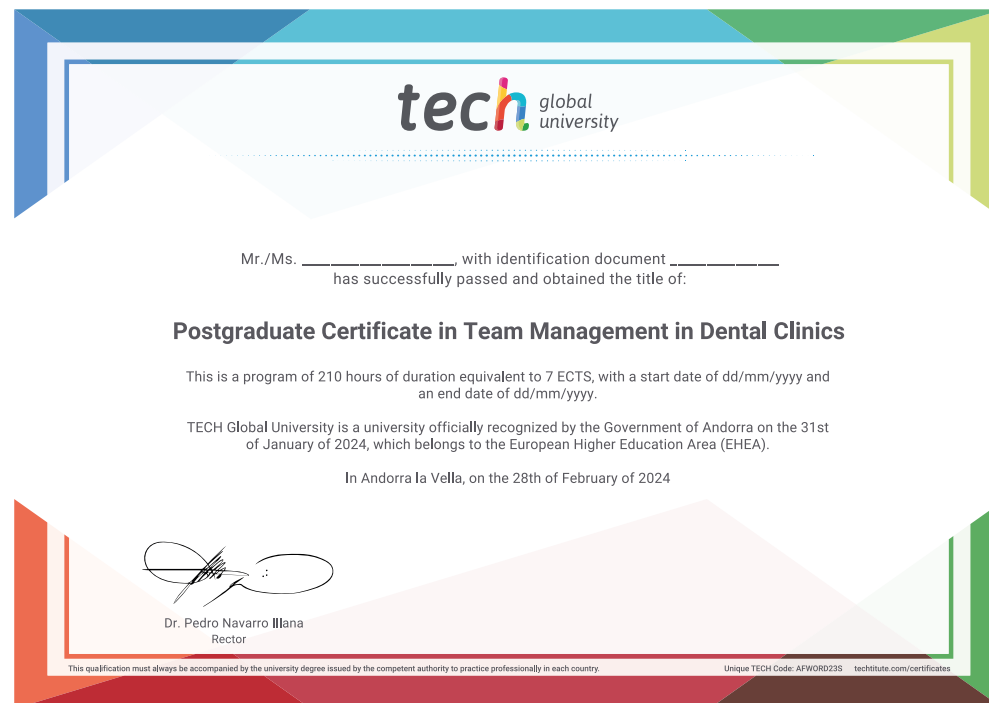 tech global
university
Mr./Ms. ____________________, with identification document ______________
has successfully passed and obtained the title of:
Postgraduate Certificate in Team Management in Dental Clinics
This is a program of 210 hours of duration equivalent to 7 ECTS, with a start date of dd/mm/yyyy and
an end date of dd/mm/yyyy.
TECH Global University is a university officially recognized by the Government of Andorra on the 31st
of January of 2024, which belongs to the European Higher Education Area (EHEA).
In Andorra la Vella, on the 28th of February of 2024
Dr. Pedro Navarro Illana
Rector
This qualification must always be accompanied by the university degree issued by the competent authority to practice professionally in each country.
Unique TECH Code: AFWORD23S techtitute.com/certificates